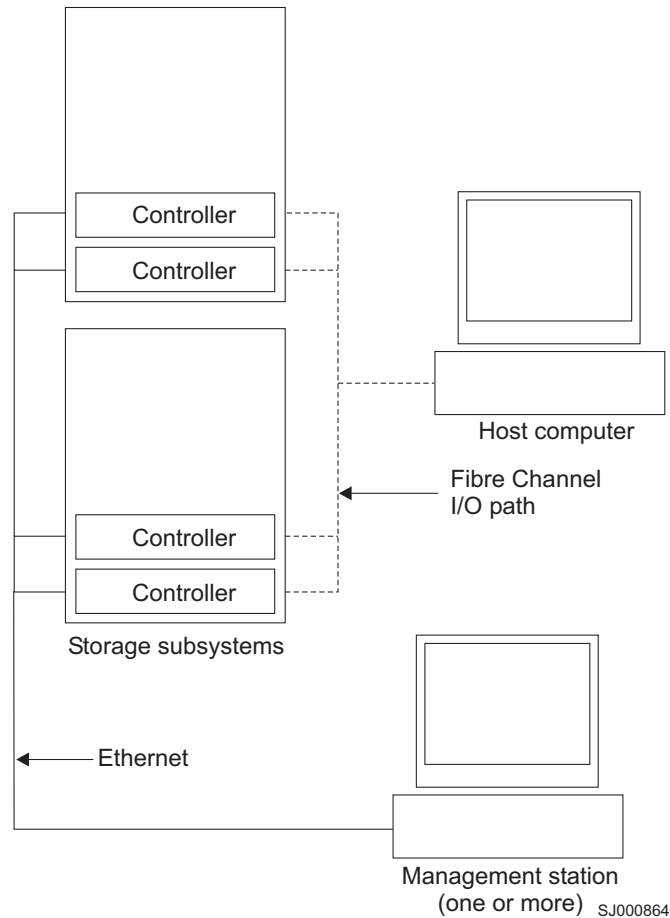 Controller
Controller
Host computer
Fibre Channel
I/O path
Controller
Controller
Storage subsystems
Ethernet
Management station
(one or more)
SJ000864